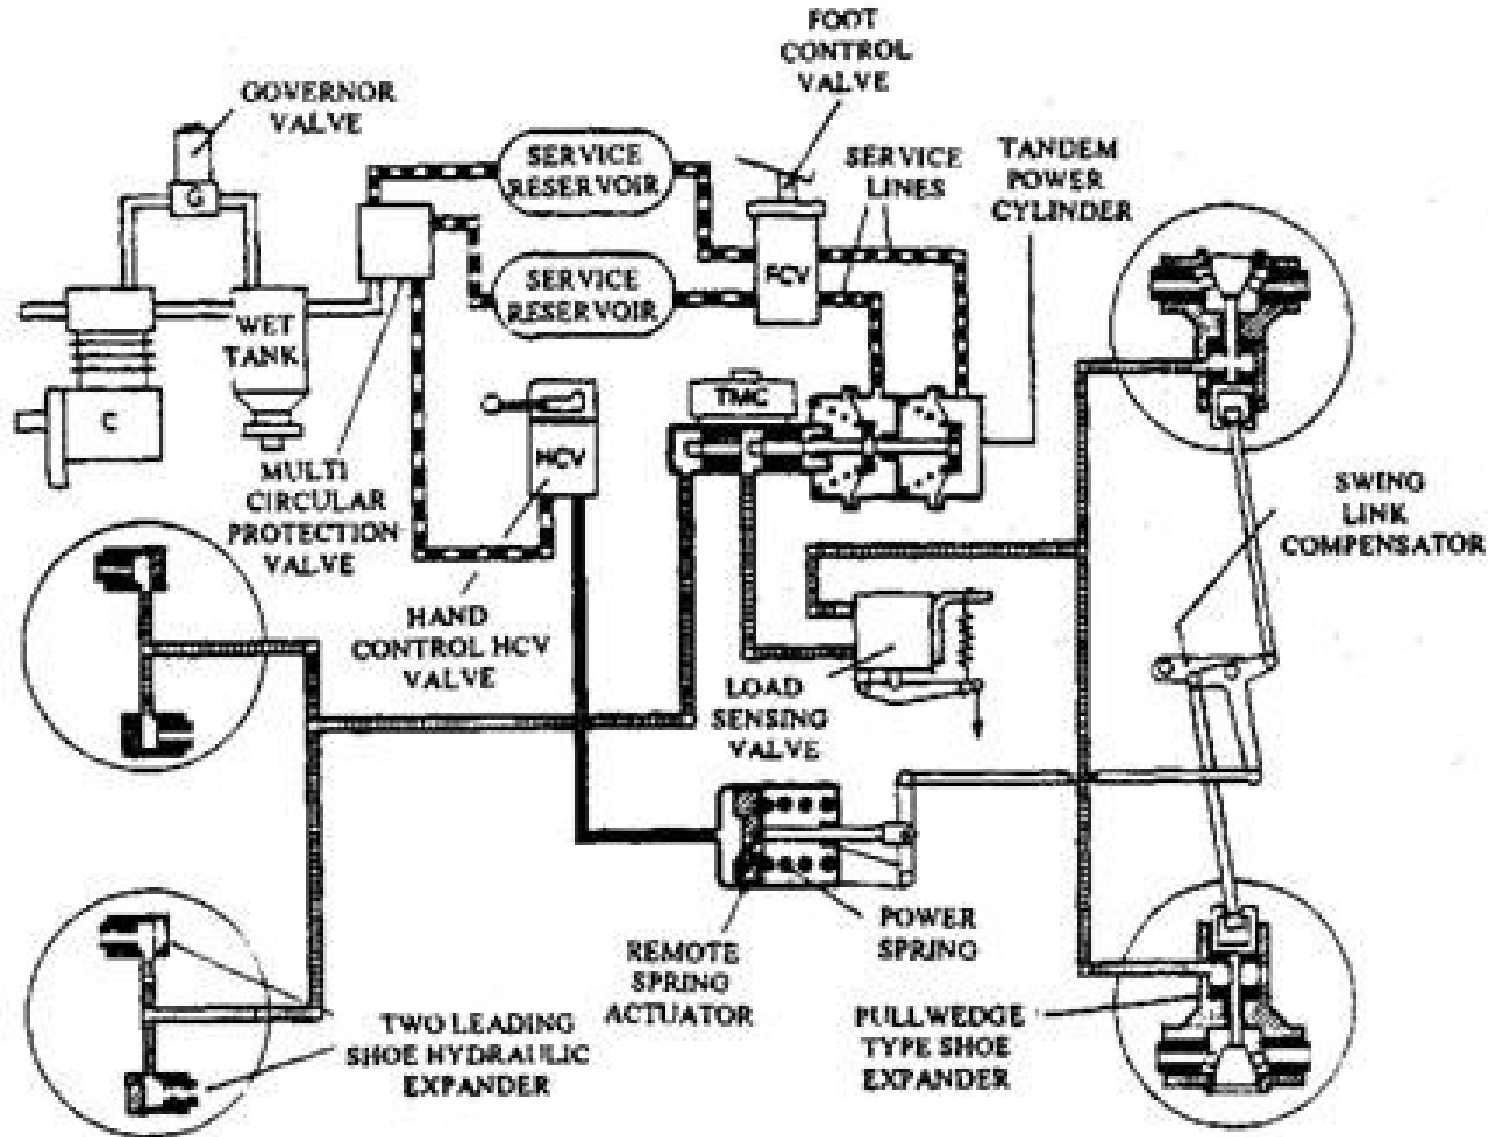 FOOT
CONTROL
VALVE
GOVERNOR
VALVE
SERVICE
RESERVOIR
SERVICE
LINES
TANDEM
POWER
CYLINDER
G
SERVICE
RESERVOIR
FCV
WET
TANK
TMC
C
HCV
MULTI
CIRCULAR
PROTECTION
VALVE
SWING
LINK
COMPENSATOR
HAND
CONTROL HCV
VALVE
LOAD
SENSING
VALVE
POWER
SPRING
REMOTE
SPRING
ACTUATOR
TWO LEADING
SHOE HYDRAULIC
EXPANDER
PULLWEDGE
TYPE SHOE
EXPANDER